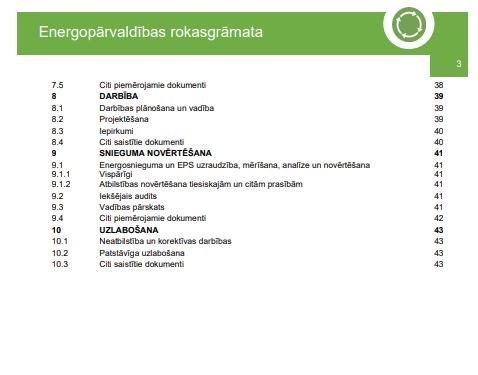 Energopārvaldības rokasgrāmata
3
7.5 Citi piemērojamie dokumenti 38
8 DARBĪBA 39
8.1 Darbības plānošana un vadība 39
8.2 Projektēšana 39
8.3 Iepirkumi 40
8.4 Citi saistītie dokumenti 40
9 SNIEGUMA NOVĒRTĒŠANA 41
9.1 Energosnieguma un EPS uzraudzība, mērīšana, analīze un novērtēšana 41
9.1.1 Vispārīgi 41
9.1.2 Atbilstības novērtēšana tiesiskajām un citām prasībām 41
9.2 Iekšējais audits 41
9.3 Vadības pārskats 41
9.4 Citi piemērojamie dokumenti 42
10 UZLABOŠANA 43
10.1 Neatbilstība un korektīvas darbības 43
10.2 Patstāvīga uzlabošana 43
10.3 Citi saistītie dokumenti 43